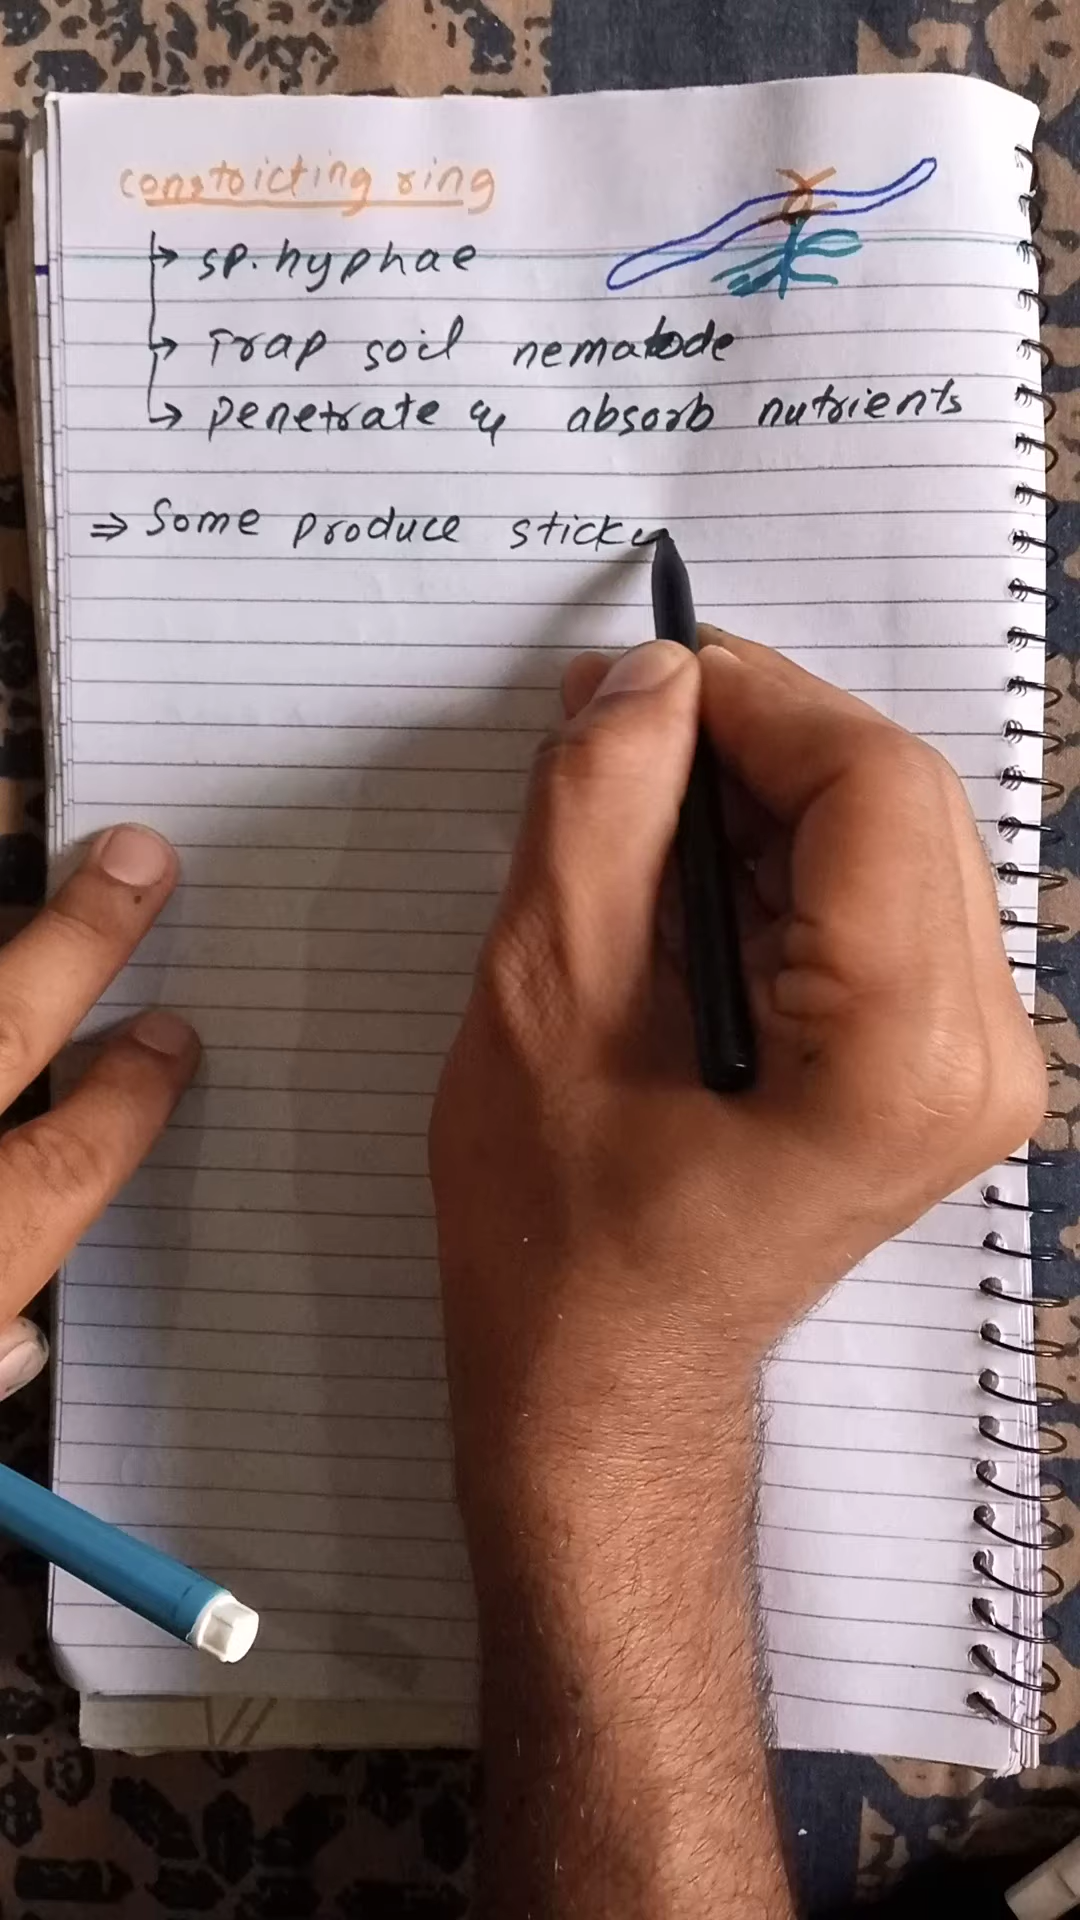 constricting ring
→ sp. hyphae
→ Trap soil nematode
→ Penetrate & absorb nutrients
⇒ Some produce sticky